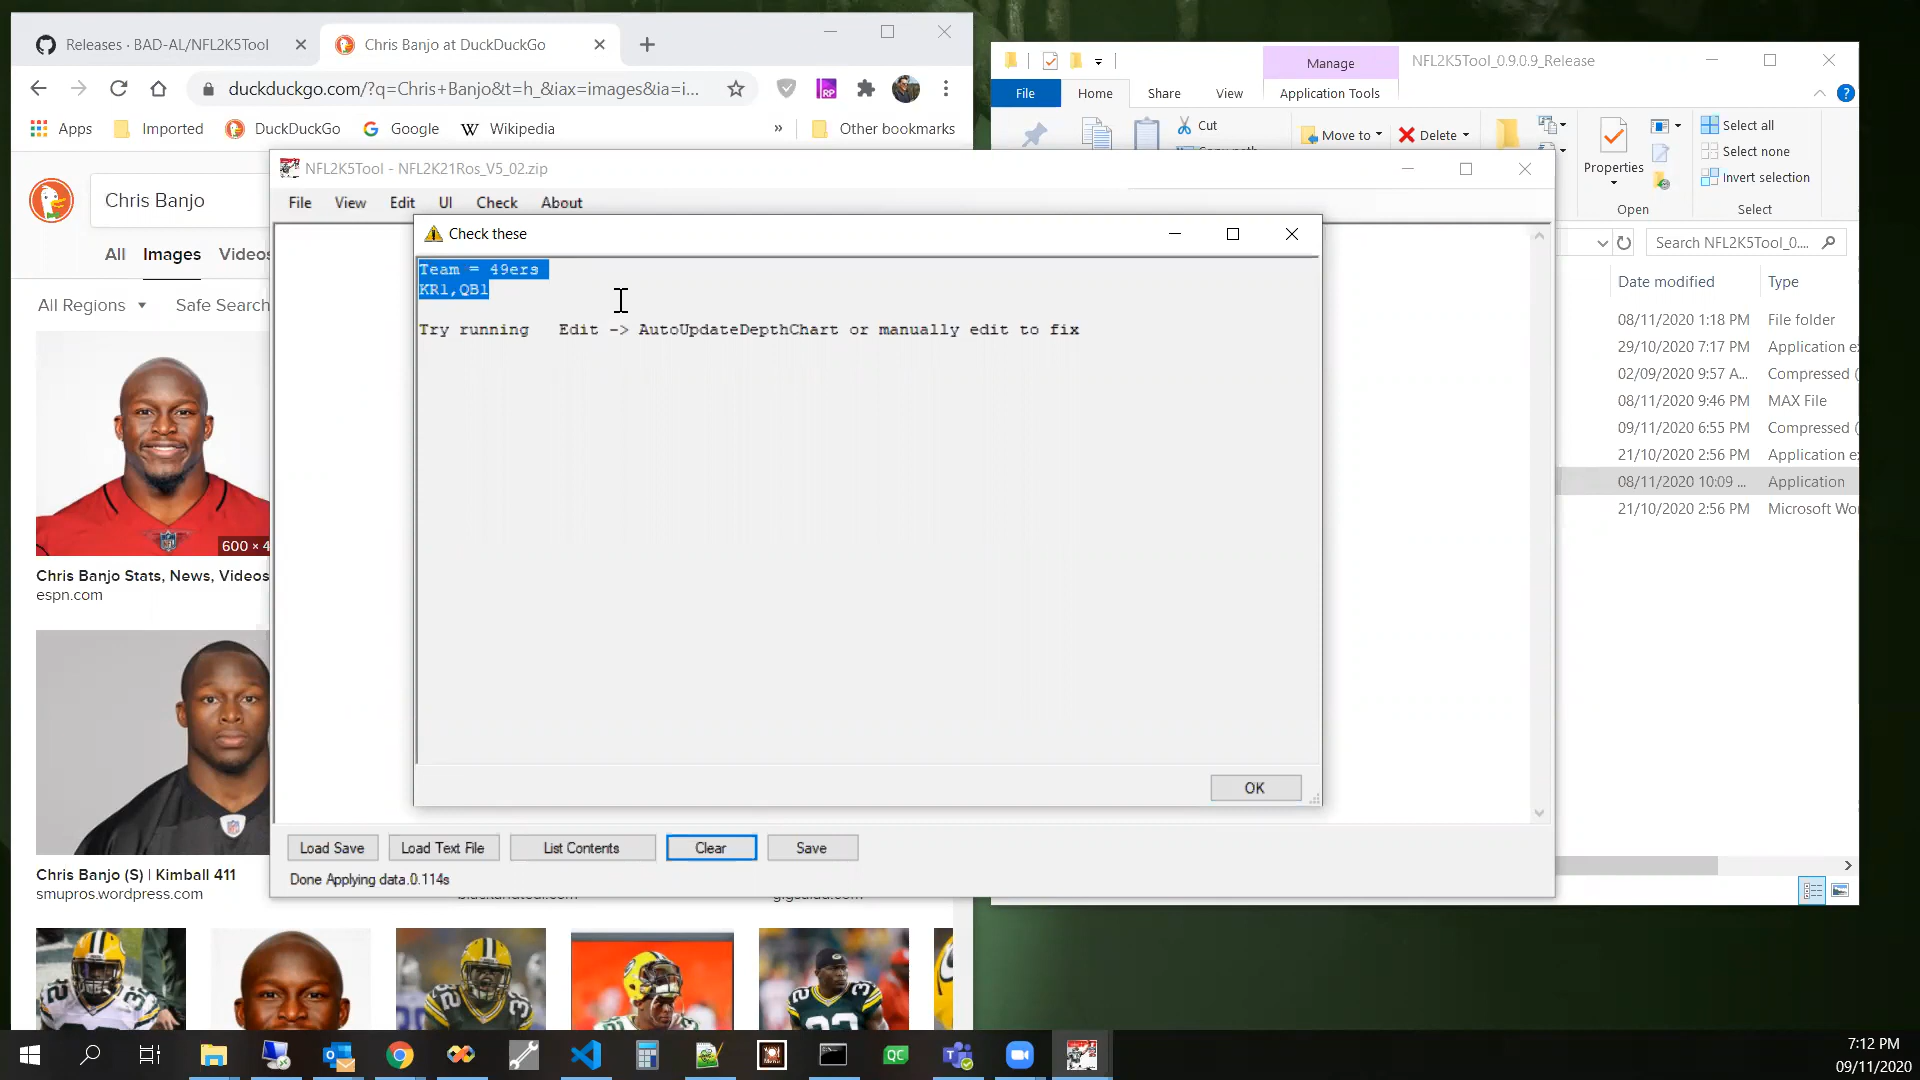 Releases · BAD-AL/NFL2K5Tool
Chris Banjo at DuckDuckGo
duckduckgo.com/?q=Chris+Banjo&t=h_&iax=images&ia=i...
Apps
Imported
DuckDuckGo
Google
Wikipedia
»
Other bookmarks
Chris Banjo
All
Images
Videos
All Regions
Safe Search
600 × 4
Chris Banjo Stats, News, Videos
espn.com
Chris Banjo (S) | Kimball 411
smupros.wordpress.com
Manage
NFL2K5Tool_0.9.0.9_Release
File
Home
Share
View
Application Tools
Cut
Move to
Delete
Properties
Select all
Select none
Invert selection
Open
Select
Search NFL2K5Tool_0....
Date modified
Type
08/11/2020 1:18 PM
File folder
29/10/2020 7:17 PM
Application e
02/09/2020 9:57 A...
Compressed (
08/11/2020 9:46 PM
MAX File
09/11/2020 6:55 PM
Compressed (
21/10/2020 2:56 PM
Application e
08/11/2020 10:09 ...
Application
21/10/2020 2:56 PM
Microsoft Wo
NFL2K5Tool - NFL2K21Ros_V5_02.zip
File
View
Edit
UI
Check
About
Check these
Team = 49ers
KR1,QB1
Try running   Edit -> AutoUpdateDepthChart or manually edit to fix
OK
Load Save
Load Text File
List Contents
Clear
Save
Done Applying data.0.114s
QC
7:12 PM
09/11/2020